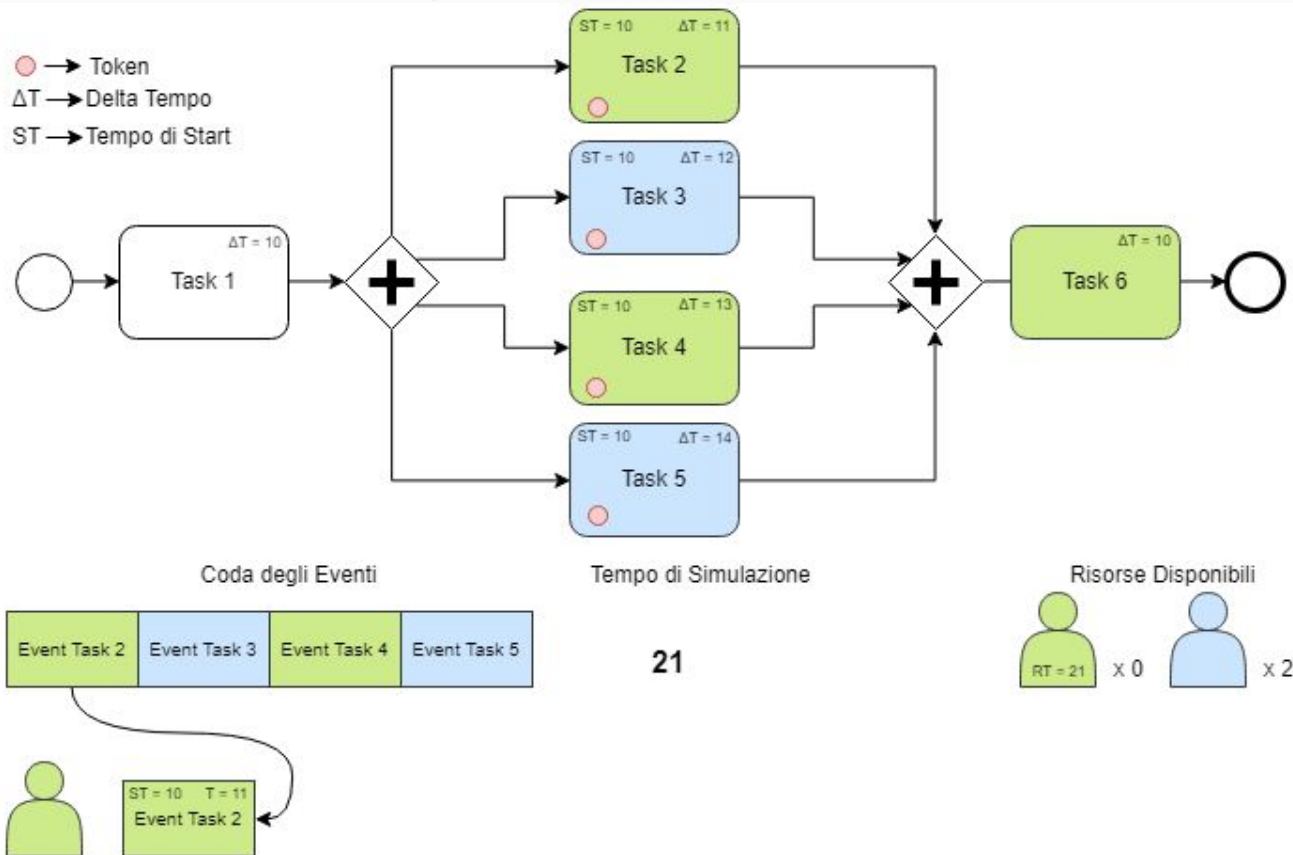 ST = 10 ΔT = 11
Task 2
Token
ΔT Delta Tempo
ST Tempo di Start
ST = 10 ΔT = 12
Task 3
ΔT = 10
Task 1
ΔT = 10
Task 6
ST = 10 ΔT = 13
Task 4
ST = 10 ΔT = 14
Task 5
Coda degli Eventi
Tempo di Simulazione
Risorse Disponibili
Event Task 2
Event Task 3
Event Task 4
Event Task 5
21
RT = 21
x 0
x 2
ST = 10 T = 11
Event Task 2